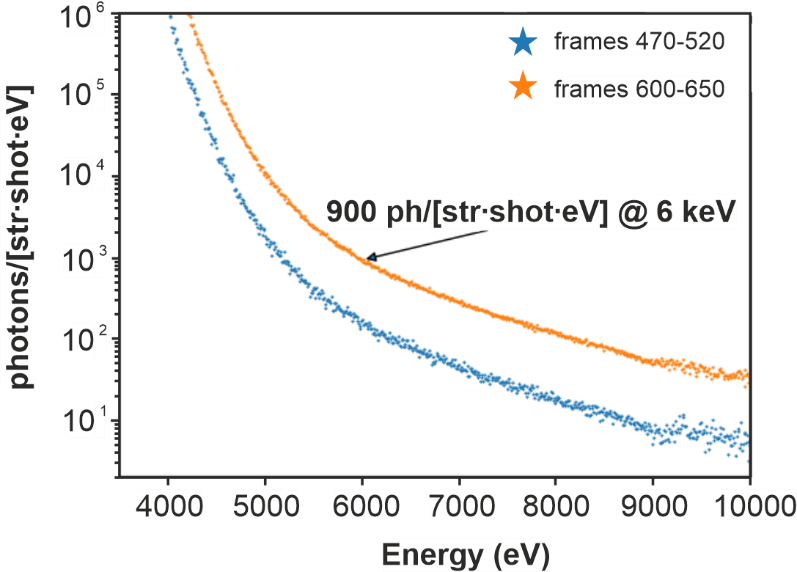 10⁶
10⁵
10⁴
10³
10²
10¹
photons/[str·shot·eV]
frames 470-520
frames 600-650
900 ph/[str·shot·eV] @ 6 keV
4000 5000 6000 7000 8000 9000 10000
Energy (eV)